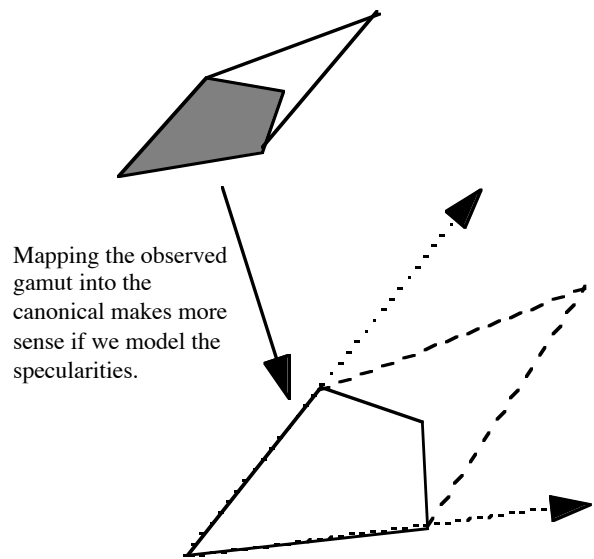 Mapping the observed
gamut into the
canonical makes more
sense if we model the
specularities.